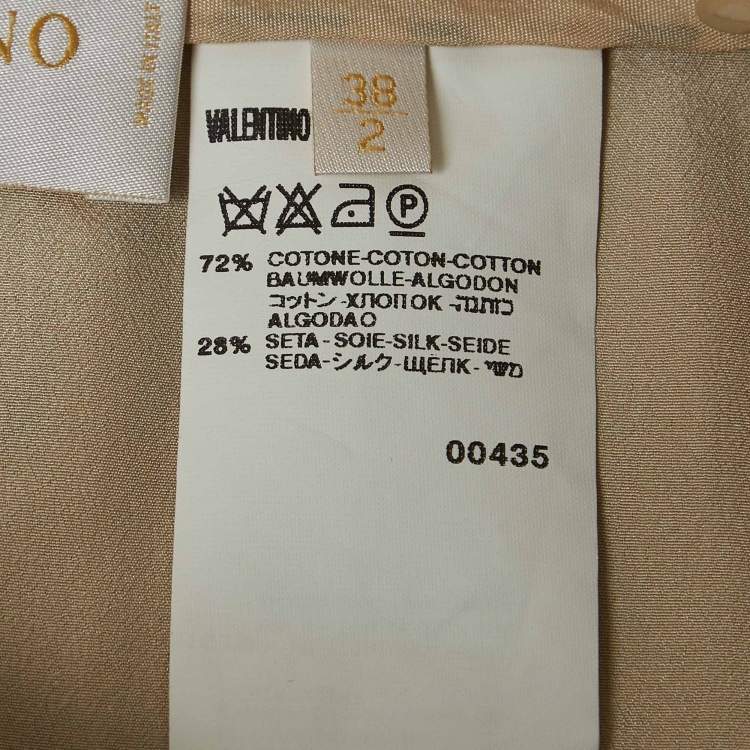 NO
MADE IN ITALY
38
2
VALENTINO
P
72% COTONE-COTON-COTTON
BAUMWOLLE-ALGODON
コットン-ХЛОПОК-כותנה-
ALGODAO
28% SETA-SOIE-SILK-SEIDE
SEDA-シルク-ЩЕЛК-משי
00435